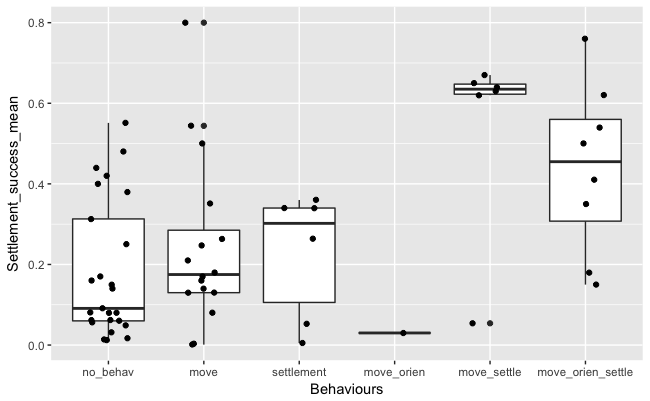 Settlement_success_mean
0.8
0.6
0.4
0.2
0.0
no_behav move settlement move_orien move_settle move_orien_settle
Behaviours